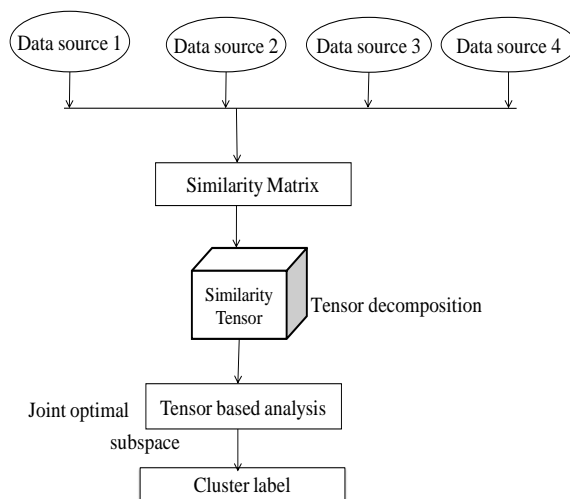 Data source 1
Data source 2
Data source 3
Data source 4
Similarity Matrix
Similarity
Tensor
Tensor decomposition
Joint optimal
subspace
Tensor based analysis
Cluster label